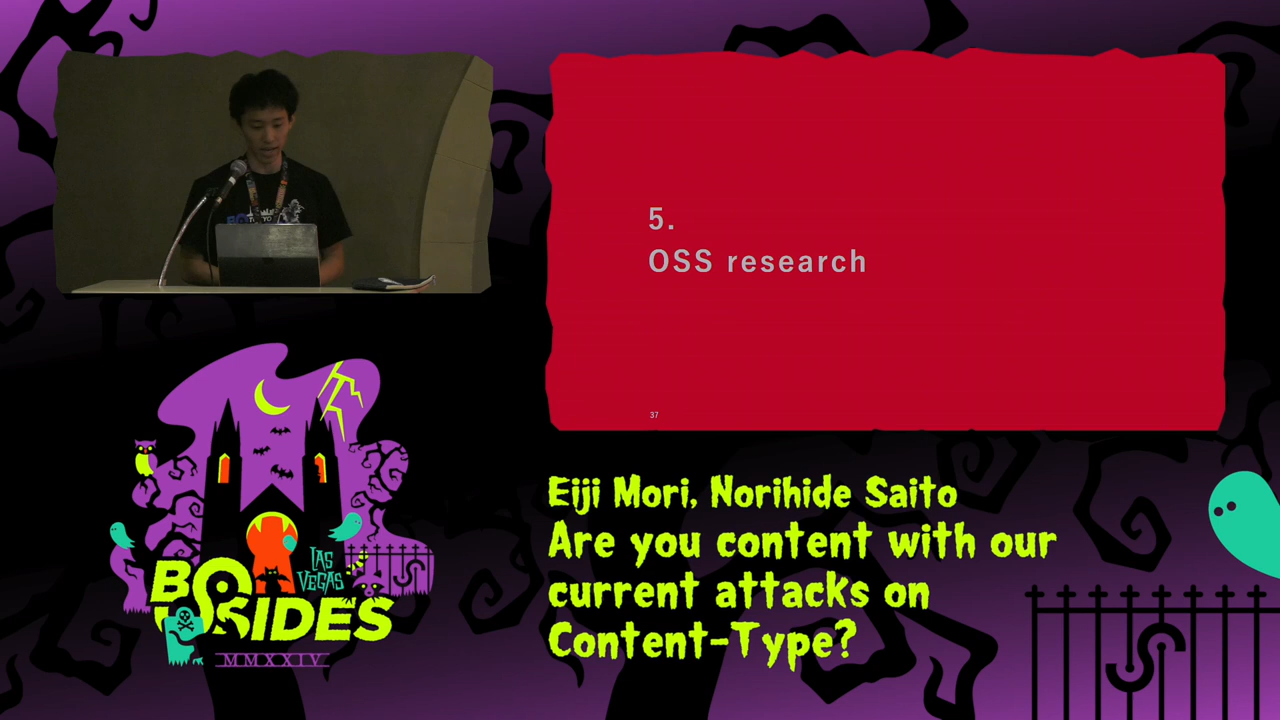 5.
OSS research
37
Eiji Mori, Norihide Saito
Are you content with our
current attacks on
Content-Type?
LAS
VEGAS
BSIDES
MMXXIV